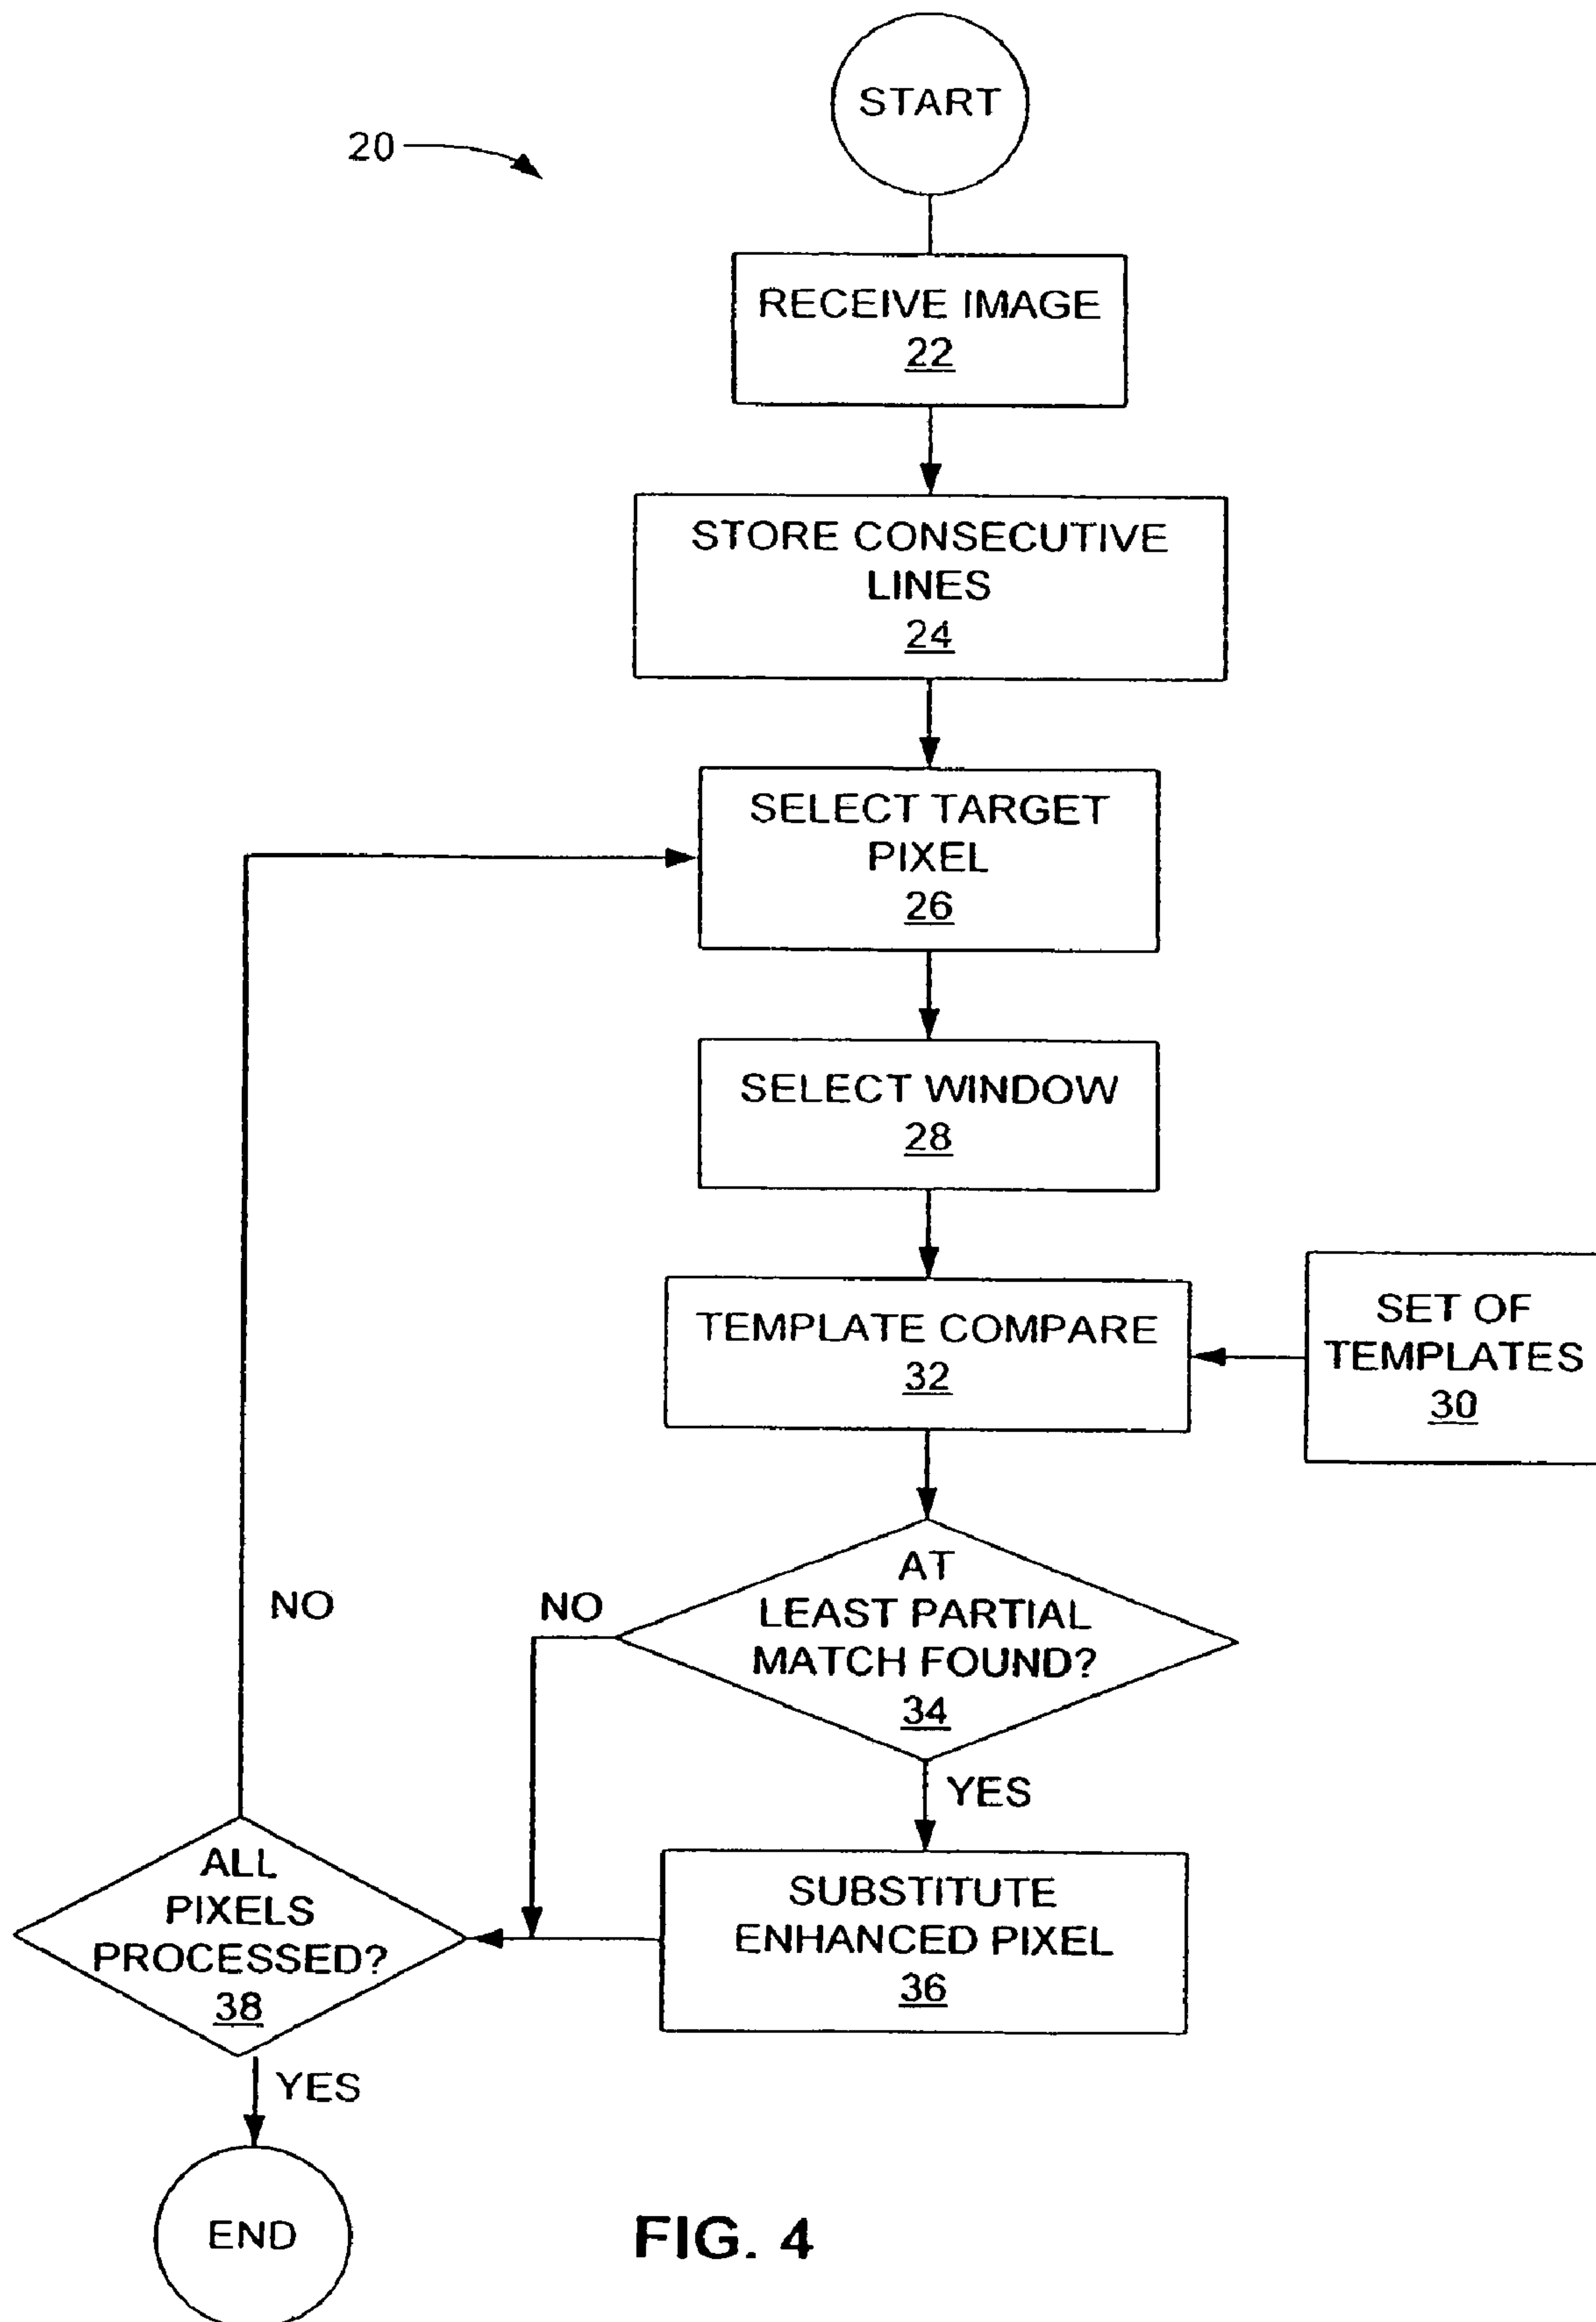 START
20
RECEIVE IMAGE
22
STORE CONSECUTIVE
LINES
24
SELECT TARGET
PIXEL
26
SELECT WINDOW
28
TEMPLATE COMPARE
32
SET OF
TEMPLATES
30
AT
LEAST PARTIAL
MATCH FOUND?
34
NO
NO
YES
SUBSTITUTE
ENHANCED PIXEL
36
ALL
PIXELS
PROCESSED?
38
YES
END
FIG. 4